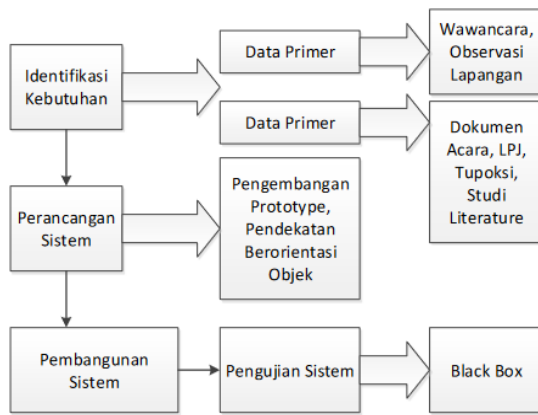 Identifikasi
Kebutuhan
Data Primer
Wawancara,
Observasi
Lapangan
Data Primer
Dokumen
Acara, LPJ,
Tupoksi,
Studi
Literature
Perancangan
Sistem
Pengembangan
Prototype,
Pendekatan
Berorientasi
Objek
Pembangunan
Sistem
Pengujian Sistem
Black Box